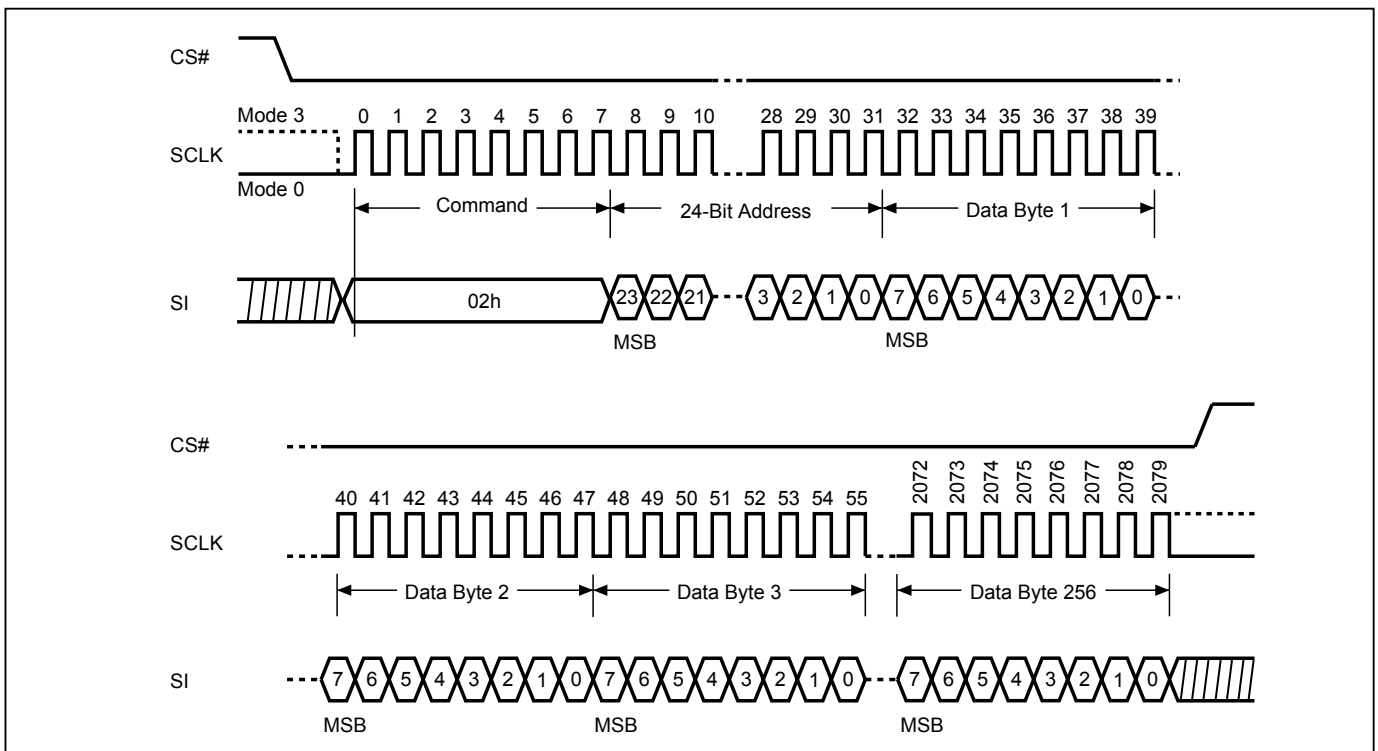 CS#
Mode 3
0 1 2 3 4 5 6 7 8 9 10 28 29 30 31 32 33 34 35 36 37 38 39
SCLK
Mode 0
Command 24-Bit Address Data Byte 1
SI 02h 23 22 21 3 2 1 0 7 6 5 4 3 2 1 0
MSB MSB
CS#
40 41 42 43 44 45 46 47 48 49 50 51 52 53 54 55 2072 2073 2074 2075 2076 2077 2078 2079
SCLK
Data Byte 2 Data Byte 3 Data Byte 256
SI 7 6 5 4 3 2 1 0 7 6 5 4 3 2 1 0 7 6 5 4 3 2 1 0
MSB MSB MSB